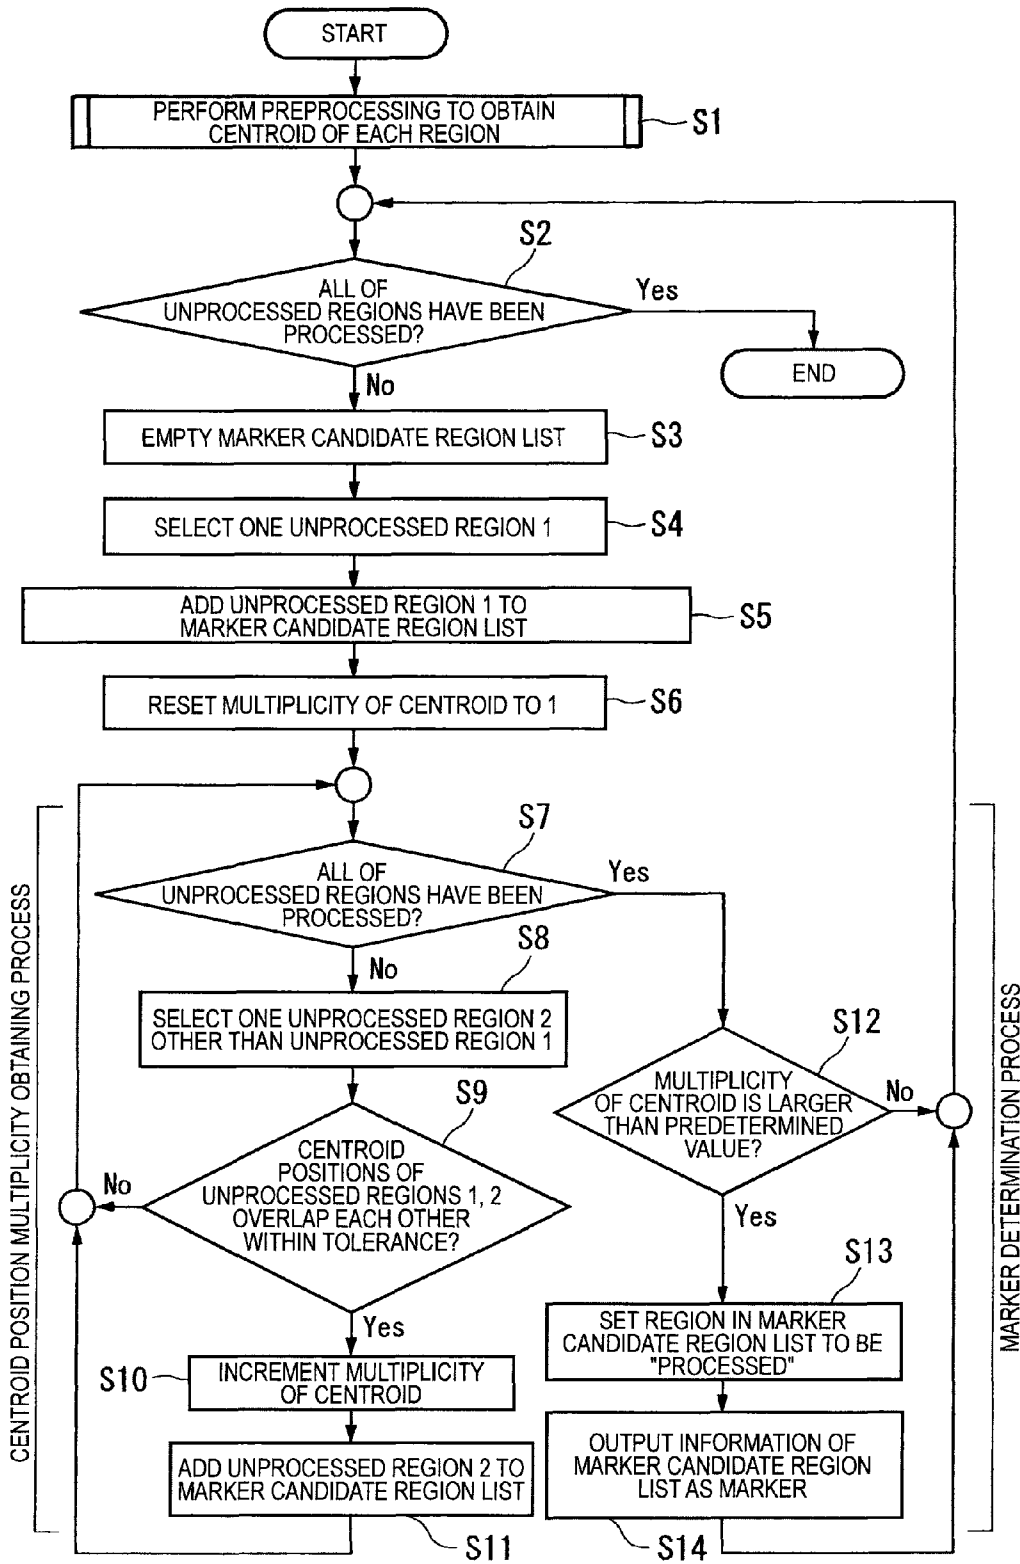 START
PERFORM PREPROCESSING TO OBTAIN
CENTROID OF EACH REGION
S1
S2
ALL OF
UNPROCESSED REGIONS HAVE BEEN
PROCESSED?
Yes
END
No
EMPTY MARKER CANDIDATE REGION LIST
S3
SELECT ONE UNPROCESSED REGION 1
S4
ADD UNPROCESSED REGION 1 TO
MARKER CANDIDATE REGION LIST
S5
RESET MULTIPLICITY OF CENTROID TO 1
S6
CENTROID POSITION MULTIPLICITY OBTAINING PROCESS
S7
ALL OF
UNPROCESSED REGIONS HAVE BEEN
PROCESSED?
Yes
No
S8
SELECT ONE UNPROCESSED REGION 2
OTHER THAN UNPROCESSED REGION 1
S9
CENTROID
POSITIONS OF
UNPROCESSED REGIONS 1, 2
OVERLAP EACH OTHER
WITHIN TOLERANCE?
No
Yes
S10
INCREMENT MULTIPLICITY
OF CENTROID
ADD UNPROCESSED REGION 2 TO
MARKER CANDIDATE REGION LIST
S11
MARKER DETERMINATION PROCESS
S12
MULTIPLICITY
OF CENTROID IS LARGER
THAN PREDETERMINED
VALUE?
No
Yes
S13
SET REGION IN MARKER
CANDIDATE REGION LIST TO BE
"PROCESSED"
OUTPUT INFORMATION OF
MARKER CANDIDATE REGION
LIST AS MARKER
S14